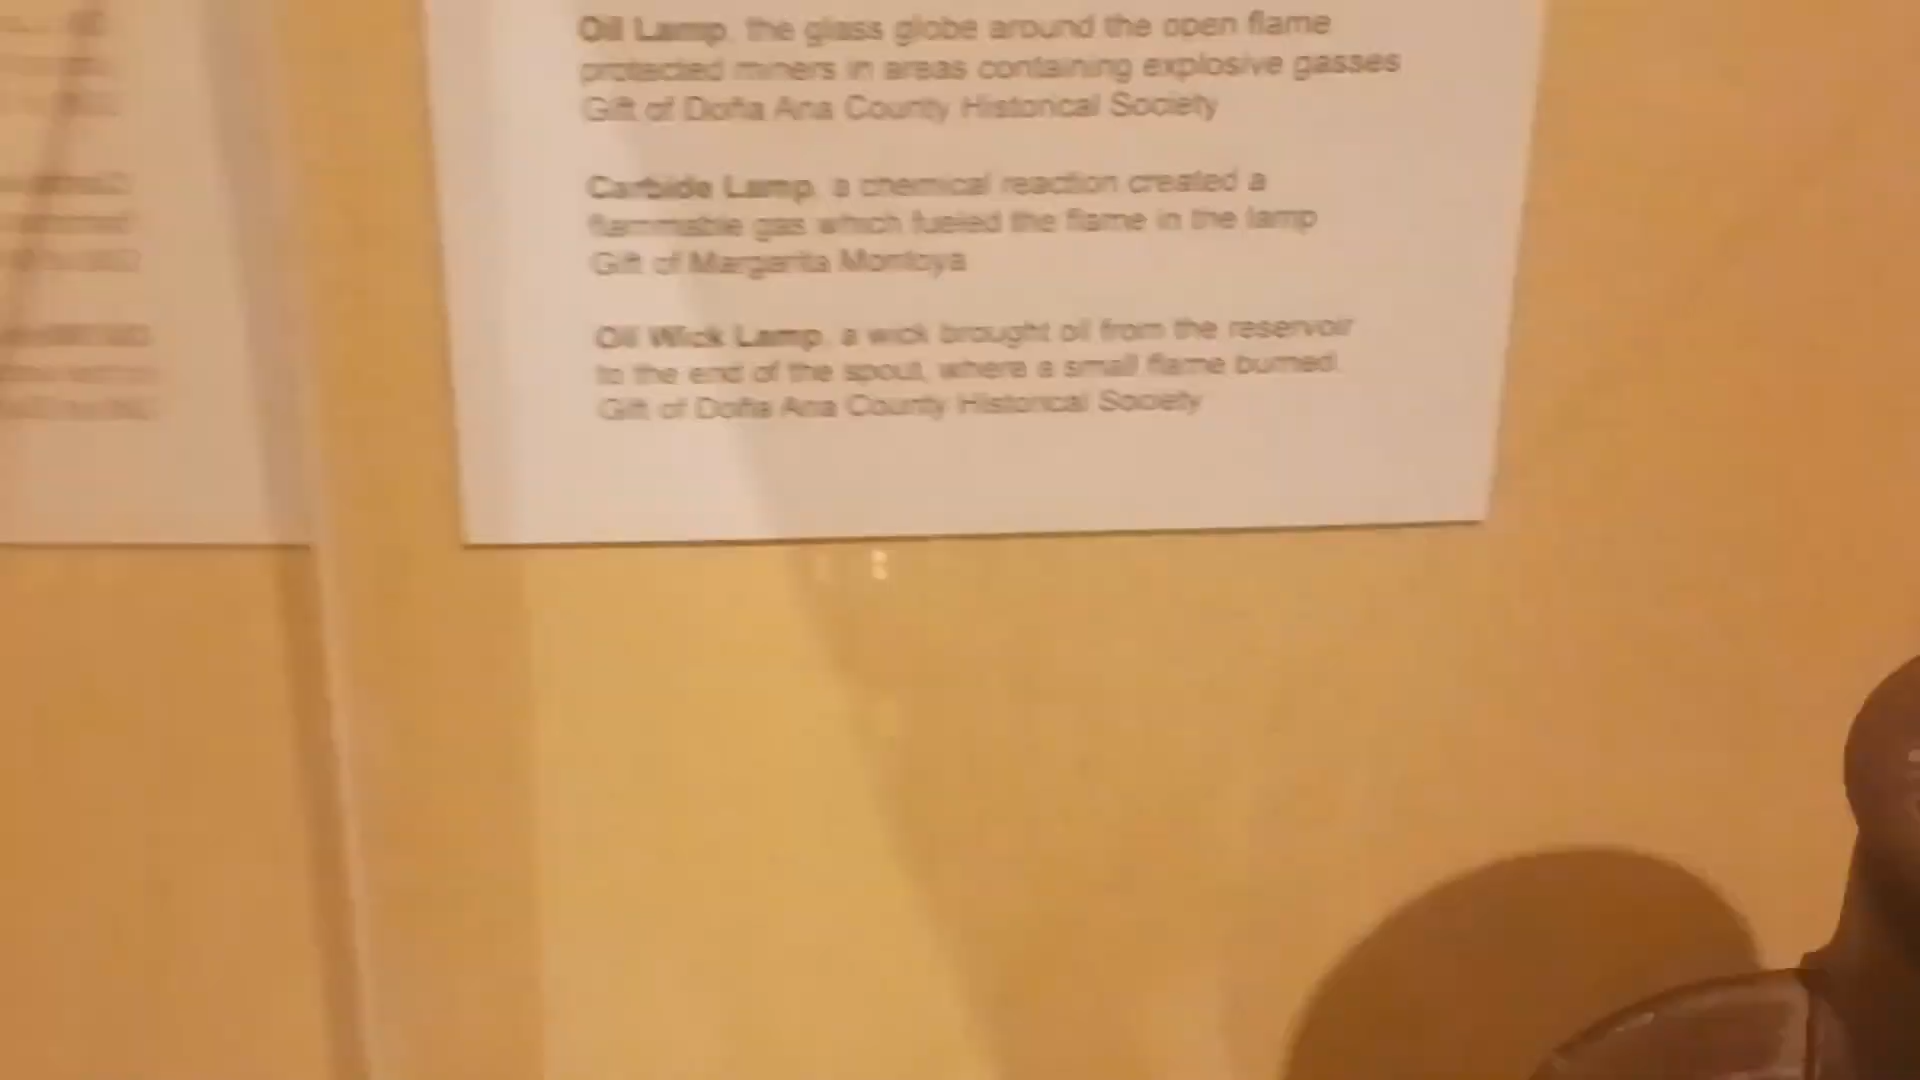 Oil Lamp, the glass globe around the open flame
protected miners in areas containing explosive gasses
Gift of Doña Ana County Historical Society
Carbide Lamp, a chemical reaction created a
flammable gas which fueled the flame in the lamp
Gift of Margarita Montoya
Oil Wick Lamp, a wick brought oil from the reservoir
to the end of the spout, where a small flame burned.
Gift of Doña Ana County Historical Society